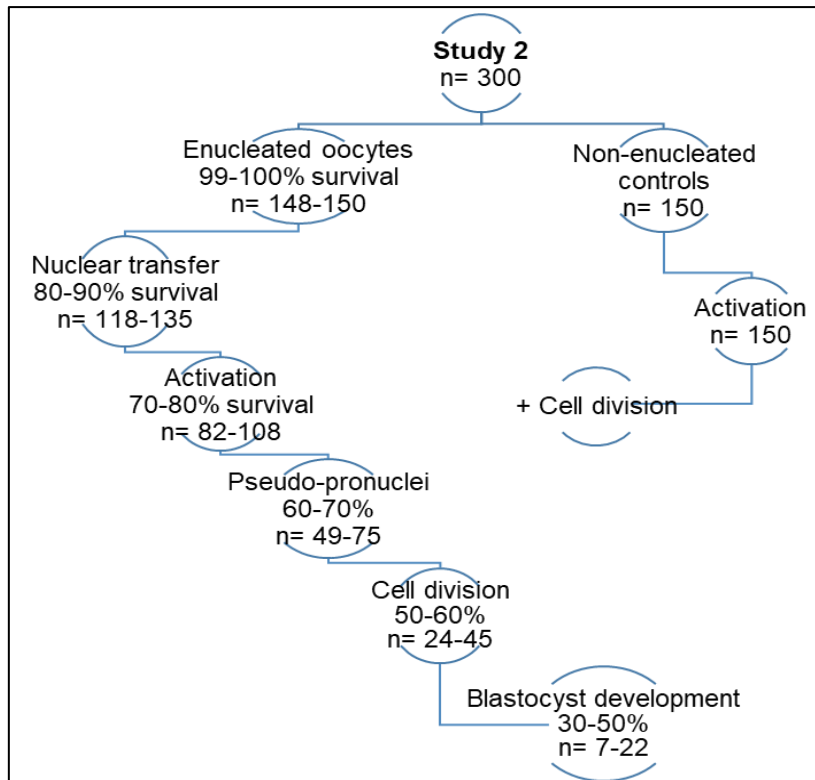 Study 2
n= 300
Enucleated oocytes
99-100% survival
n= 148-150
Non-enucleated
controls
n= 150
Nuclear transfer
80-90% survival
n= 118-135
Activation
n= 150
Activation
70-80% survival
n= 82-108
+ Cell division
Pseudo-pronuclei
60-70%
n= 49-75
Cell division
50-60%
n= 24-45
Blastocyst development
30-50%
n= 7-22